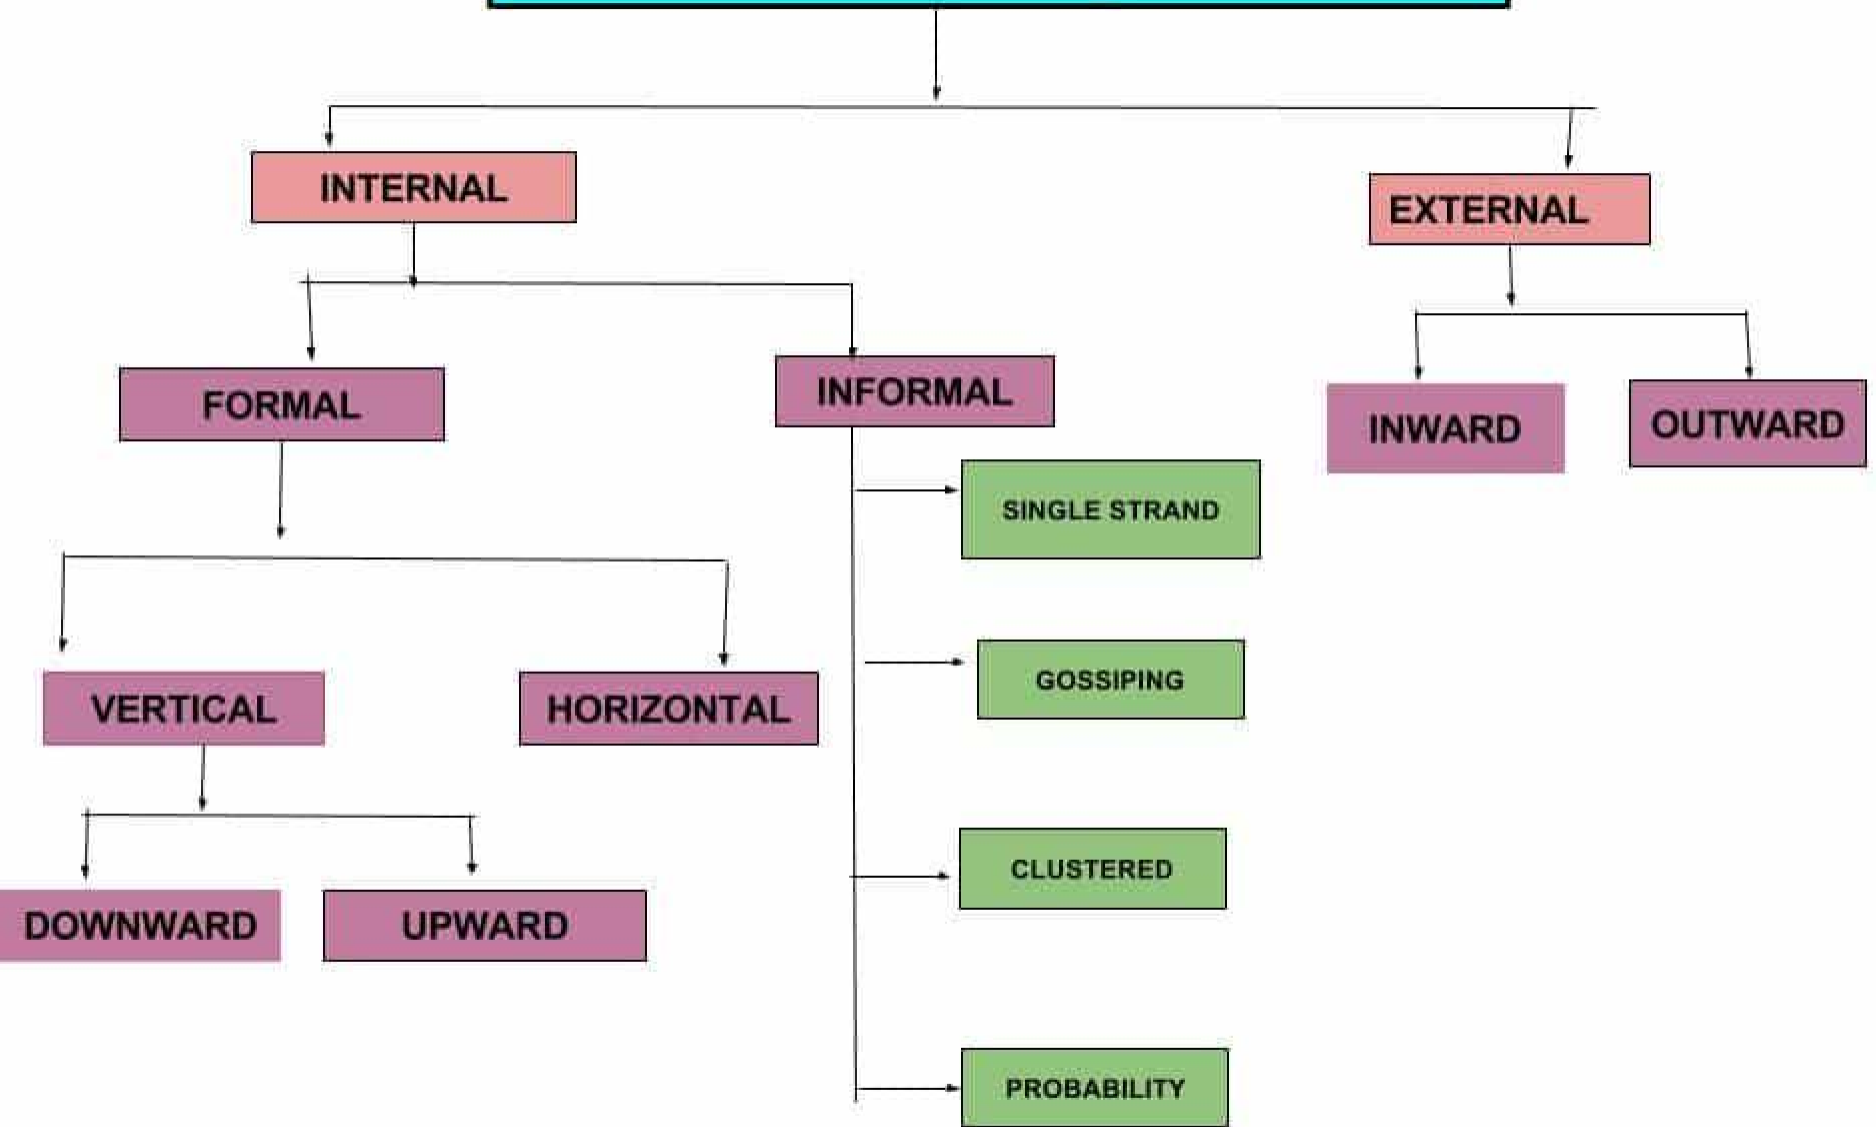 INTERNAL
EXTERNAL
FORMAL
INFORMAL
INWARD
OUTWARD
SINGLE STRAND
GOSSIPING
VERTICAL
HORIZONTAL
CLUSTERED
DOWNWARD
UPWARD
PROBABILITY